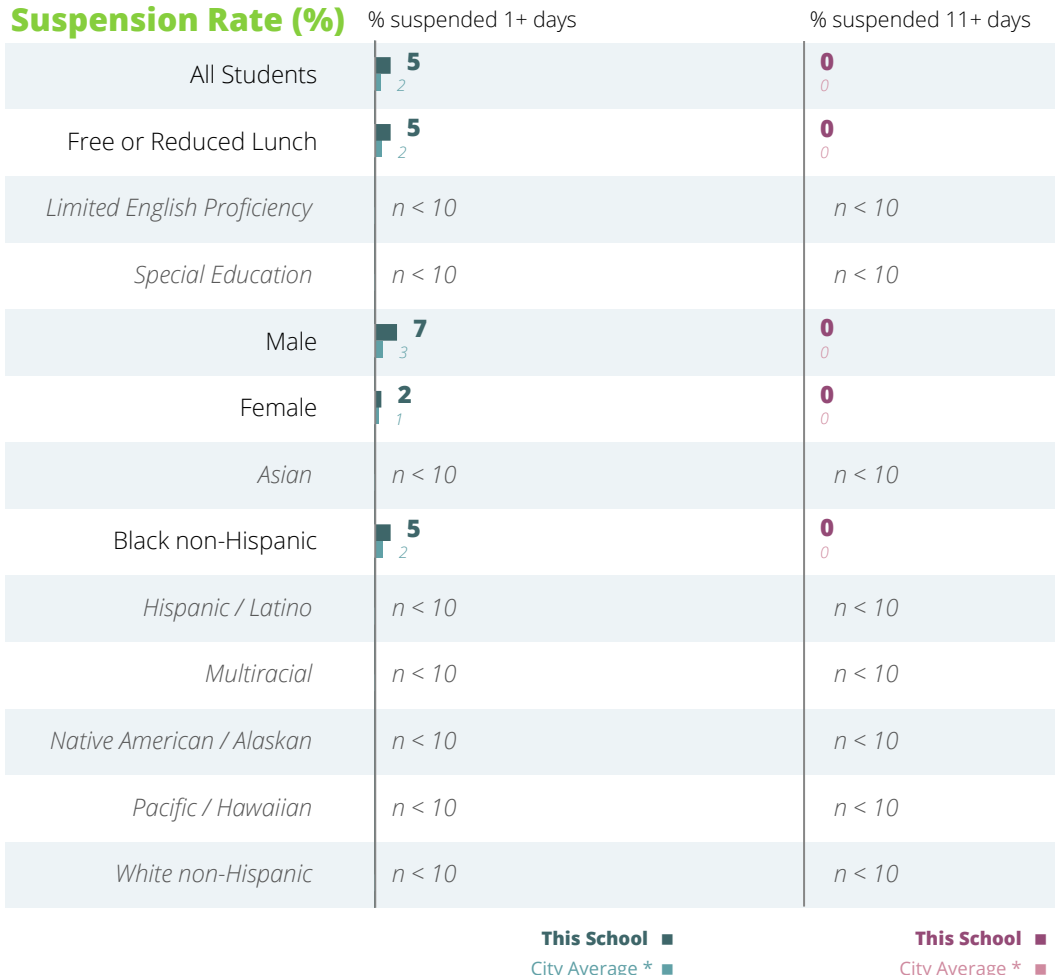 Suspension Rate (%) % suspended 1+ days % suspended 11+ days
All Students 5 0
2 0
Free or Reduced Lunch 5 0
2 0
Limited English Proficiency n < 10 n < 10
Special Education n < 10 n < 10
Male 7 0
3 0
Female 2 0
1 0
Asian n < 10 n < 10
Black non-Hispanic 5 0
2 0
Hispanic / Latino n < 10 n < 10
Multiracial n < 10 n < 10
Native American / Alaskan n < 10 n < 10
Pacific / Hawaiian n < 10 n < 10
White non-Hispanic n < 10 n < 10
This School This School
City Average * City Average *